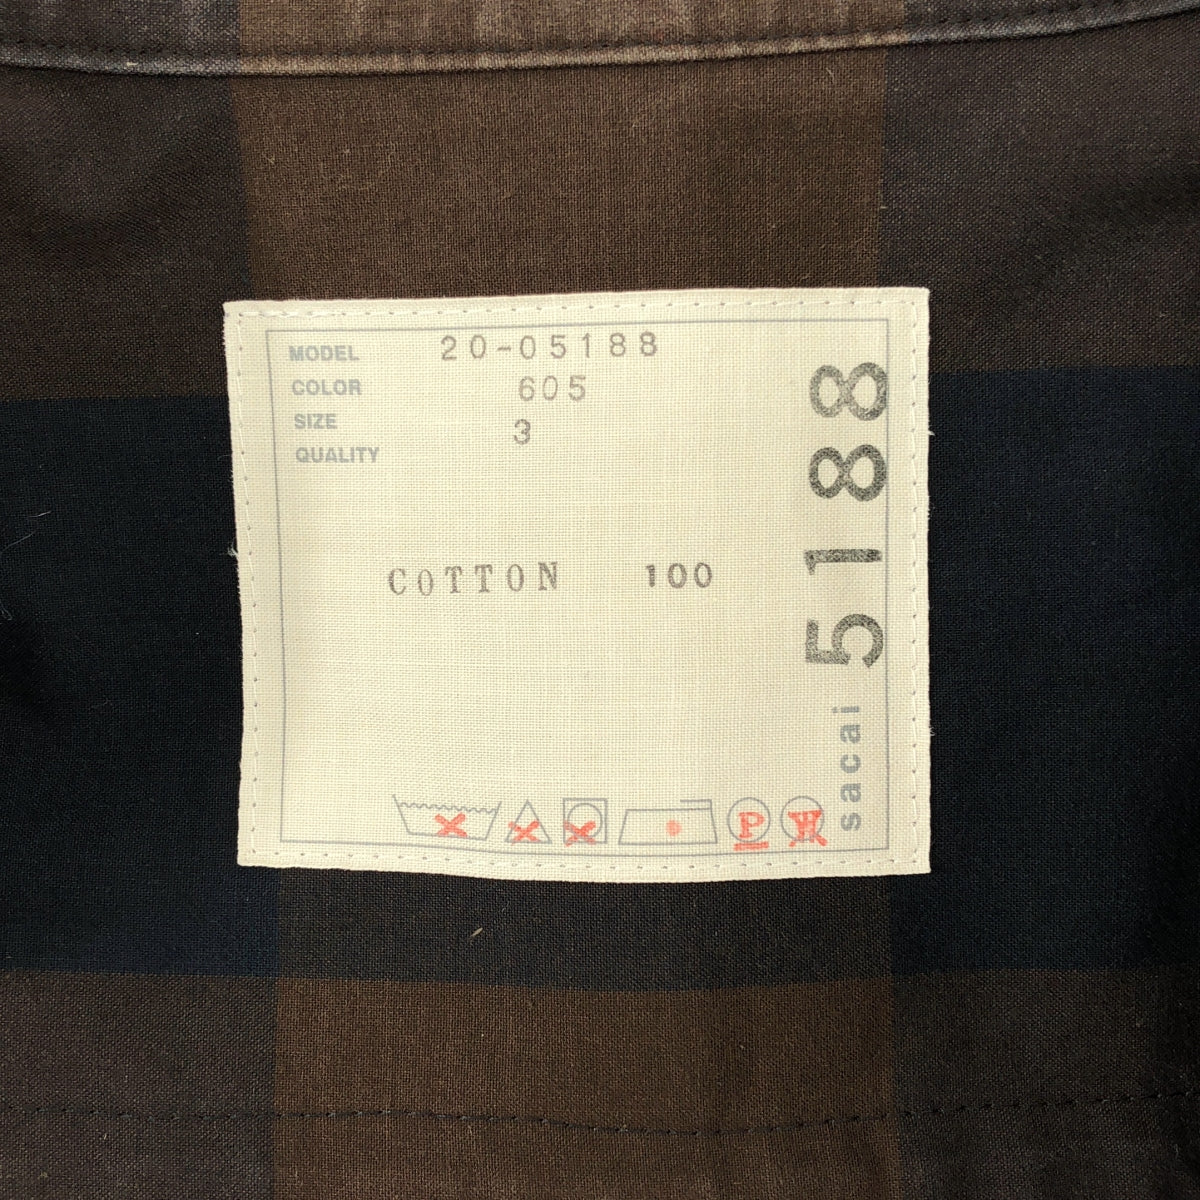 MODEL 20-05188
COLOR 605
SIZE 3
QUALITY
COTTON 100
sacai 5188
P W